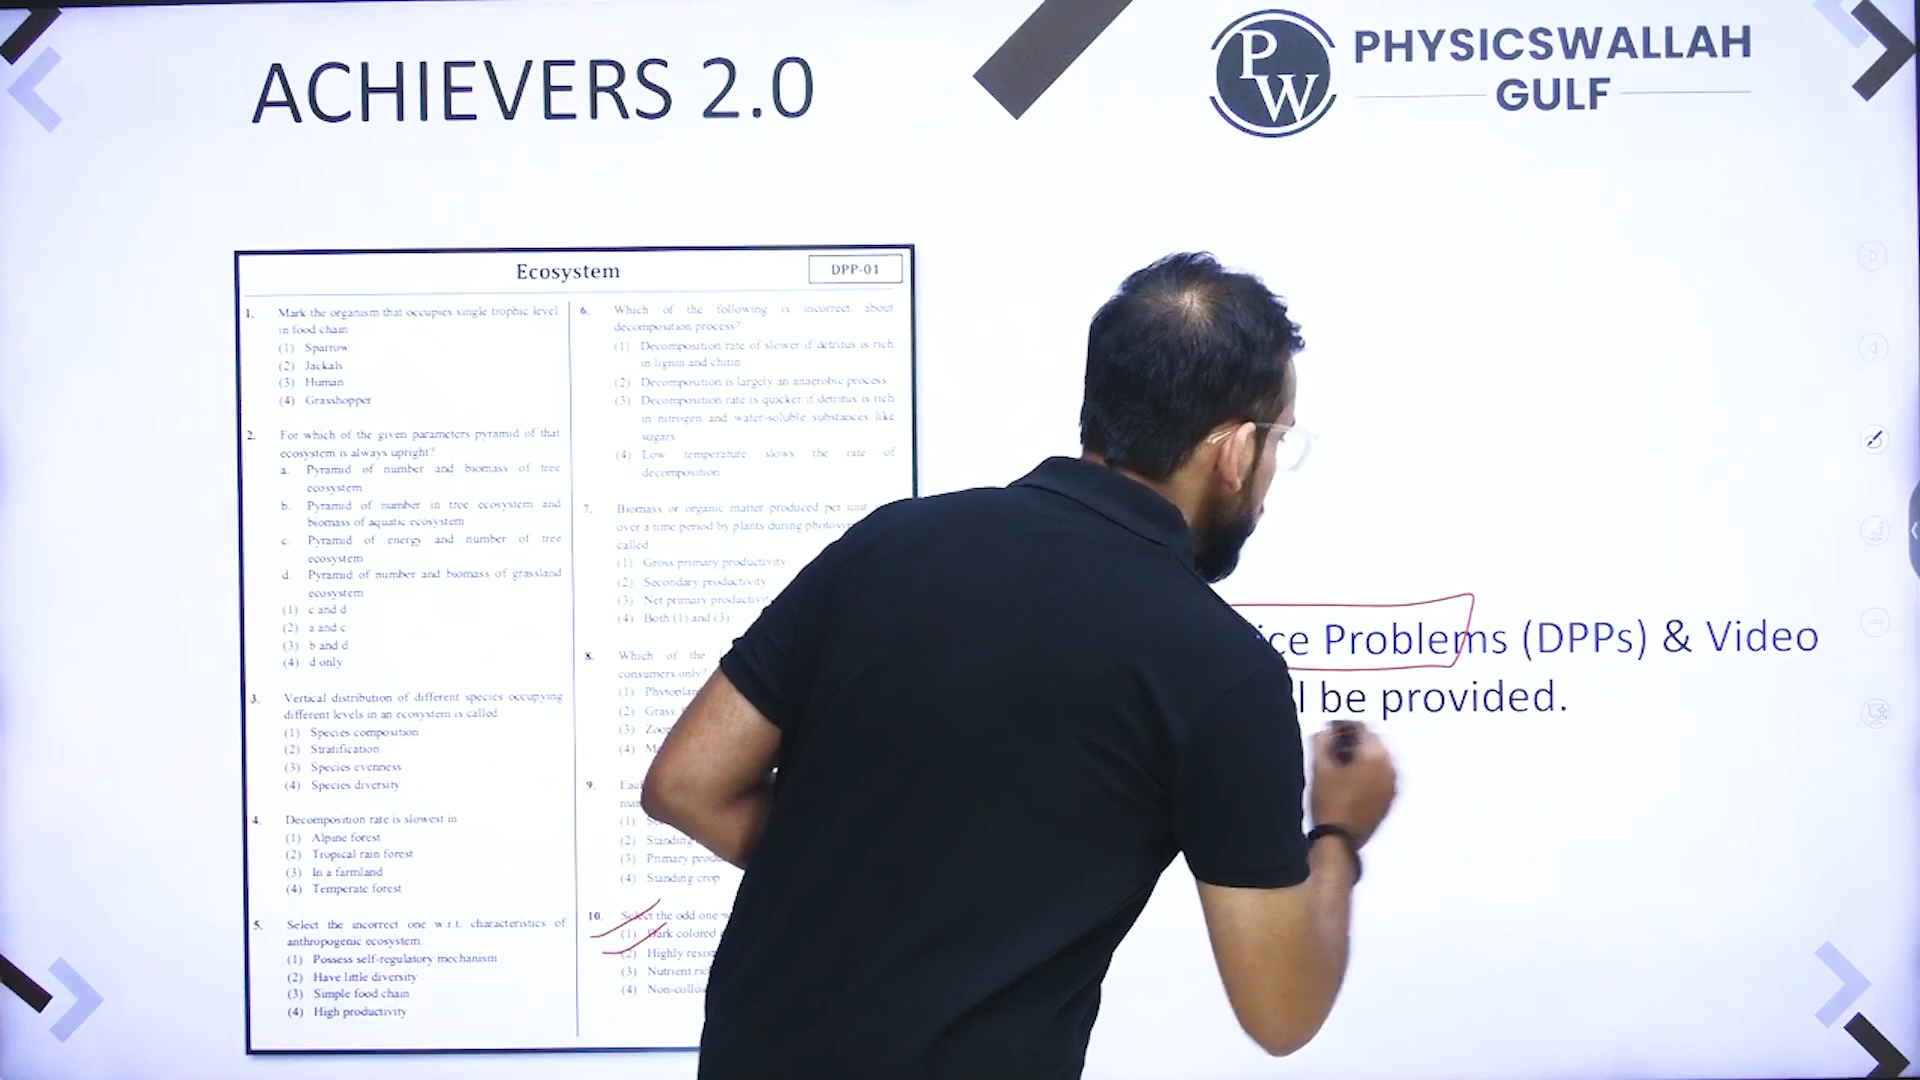 ACHIEVERS 2.0
PW
PHYSICSWALLAH
GULF
Ecosystem
DPP-01
1. Mark the organism that occupies single trophic level
in food chain
(1) Sparrow
(2) Jackals
(3) Human
(4) Grasshopper
2. For which of the given parameters pyramid of that
ecosystem is always upright?
a. Pyramid of number and biomass of tree
ecosystem
b. Pyramid of number in tree ecosystem and
biomass of aquatic ecosystem
c. Pyramid of energy and number of tree
ecosystem
d. Pyramid of number and biomass of grassland
ecosystem
(1) c and d
(2) a and c
(3) b and d
(4) d only
3. Vertical distribution of different species occupying
different levels in an ecosystem is called
(1) Species composition
(2) Stratification
(3) Species evenness
(4) Species diversity
4. Decomposition rate is slowest in
(1) Alpine forest
(2) Tropical rain forest
(3) In a farmland
(4) Temperate forest
5. Select the incorrect one w.r.t. characteristics of
anthropogenic ecosystem.
(1) Possess self-regulatory mechanism
(2) Have little diversity
(3) Simple food chain
(4) High productivity
6. Which of the following is incorrect about
decomposition process?
(1) Decomposition rate of slower if detritus is rich
in lignin and chitin
(2) Decomposition is largely an anaerobic process
(3) Decomposition rate is quicker if detritus is rich
in nitrogen and water-soluble substances like
sugars
(4) Low temperature slows the rate of
decomposition
7. Biomass or organic matter produced per unit
over a time period by plants during
called
(1) Gross primary productivity
(2) Secondary productivity
(3) Net primary
(4) Both (1) and (3)
8. Which of the
consumers only?
(1)
(2) Grass
(3)
(4)
9.
(1)
(2) Standing
(3) Primary
(4) Standing crop
10. Select the odd one
(1) Dark colored
(2) Highly
(3) Nutrient
(4)
Problems (DPPs) & Video
be provided.